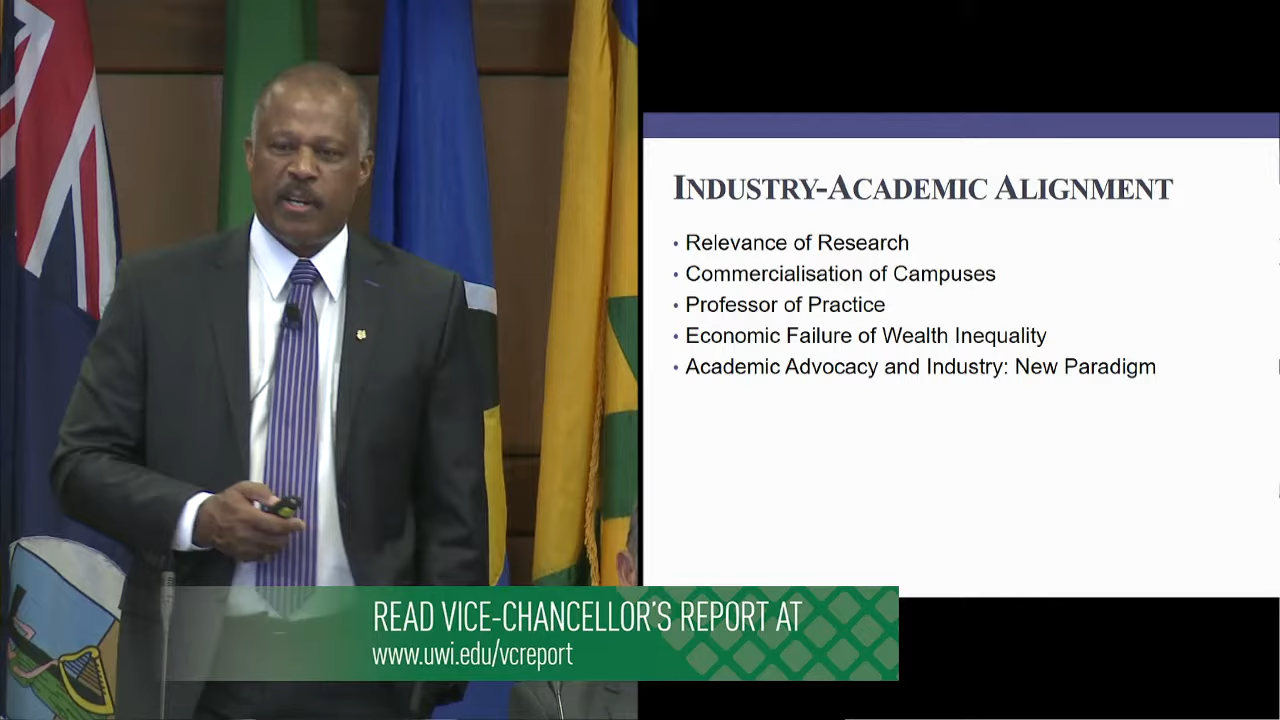 INDUSTRY-ACADEMIC ALIGNMENT
• Relevance of Research
• Commercialisation of Campuses
• Professor of Practice
• Economic Failure of Wealth Inequality
• Academic Advocacy and Industry: New Paradigm
READ VICE-CHANCELLOR'S REPORT AT
www.uwi.edu/vcreport